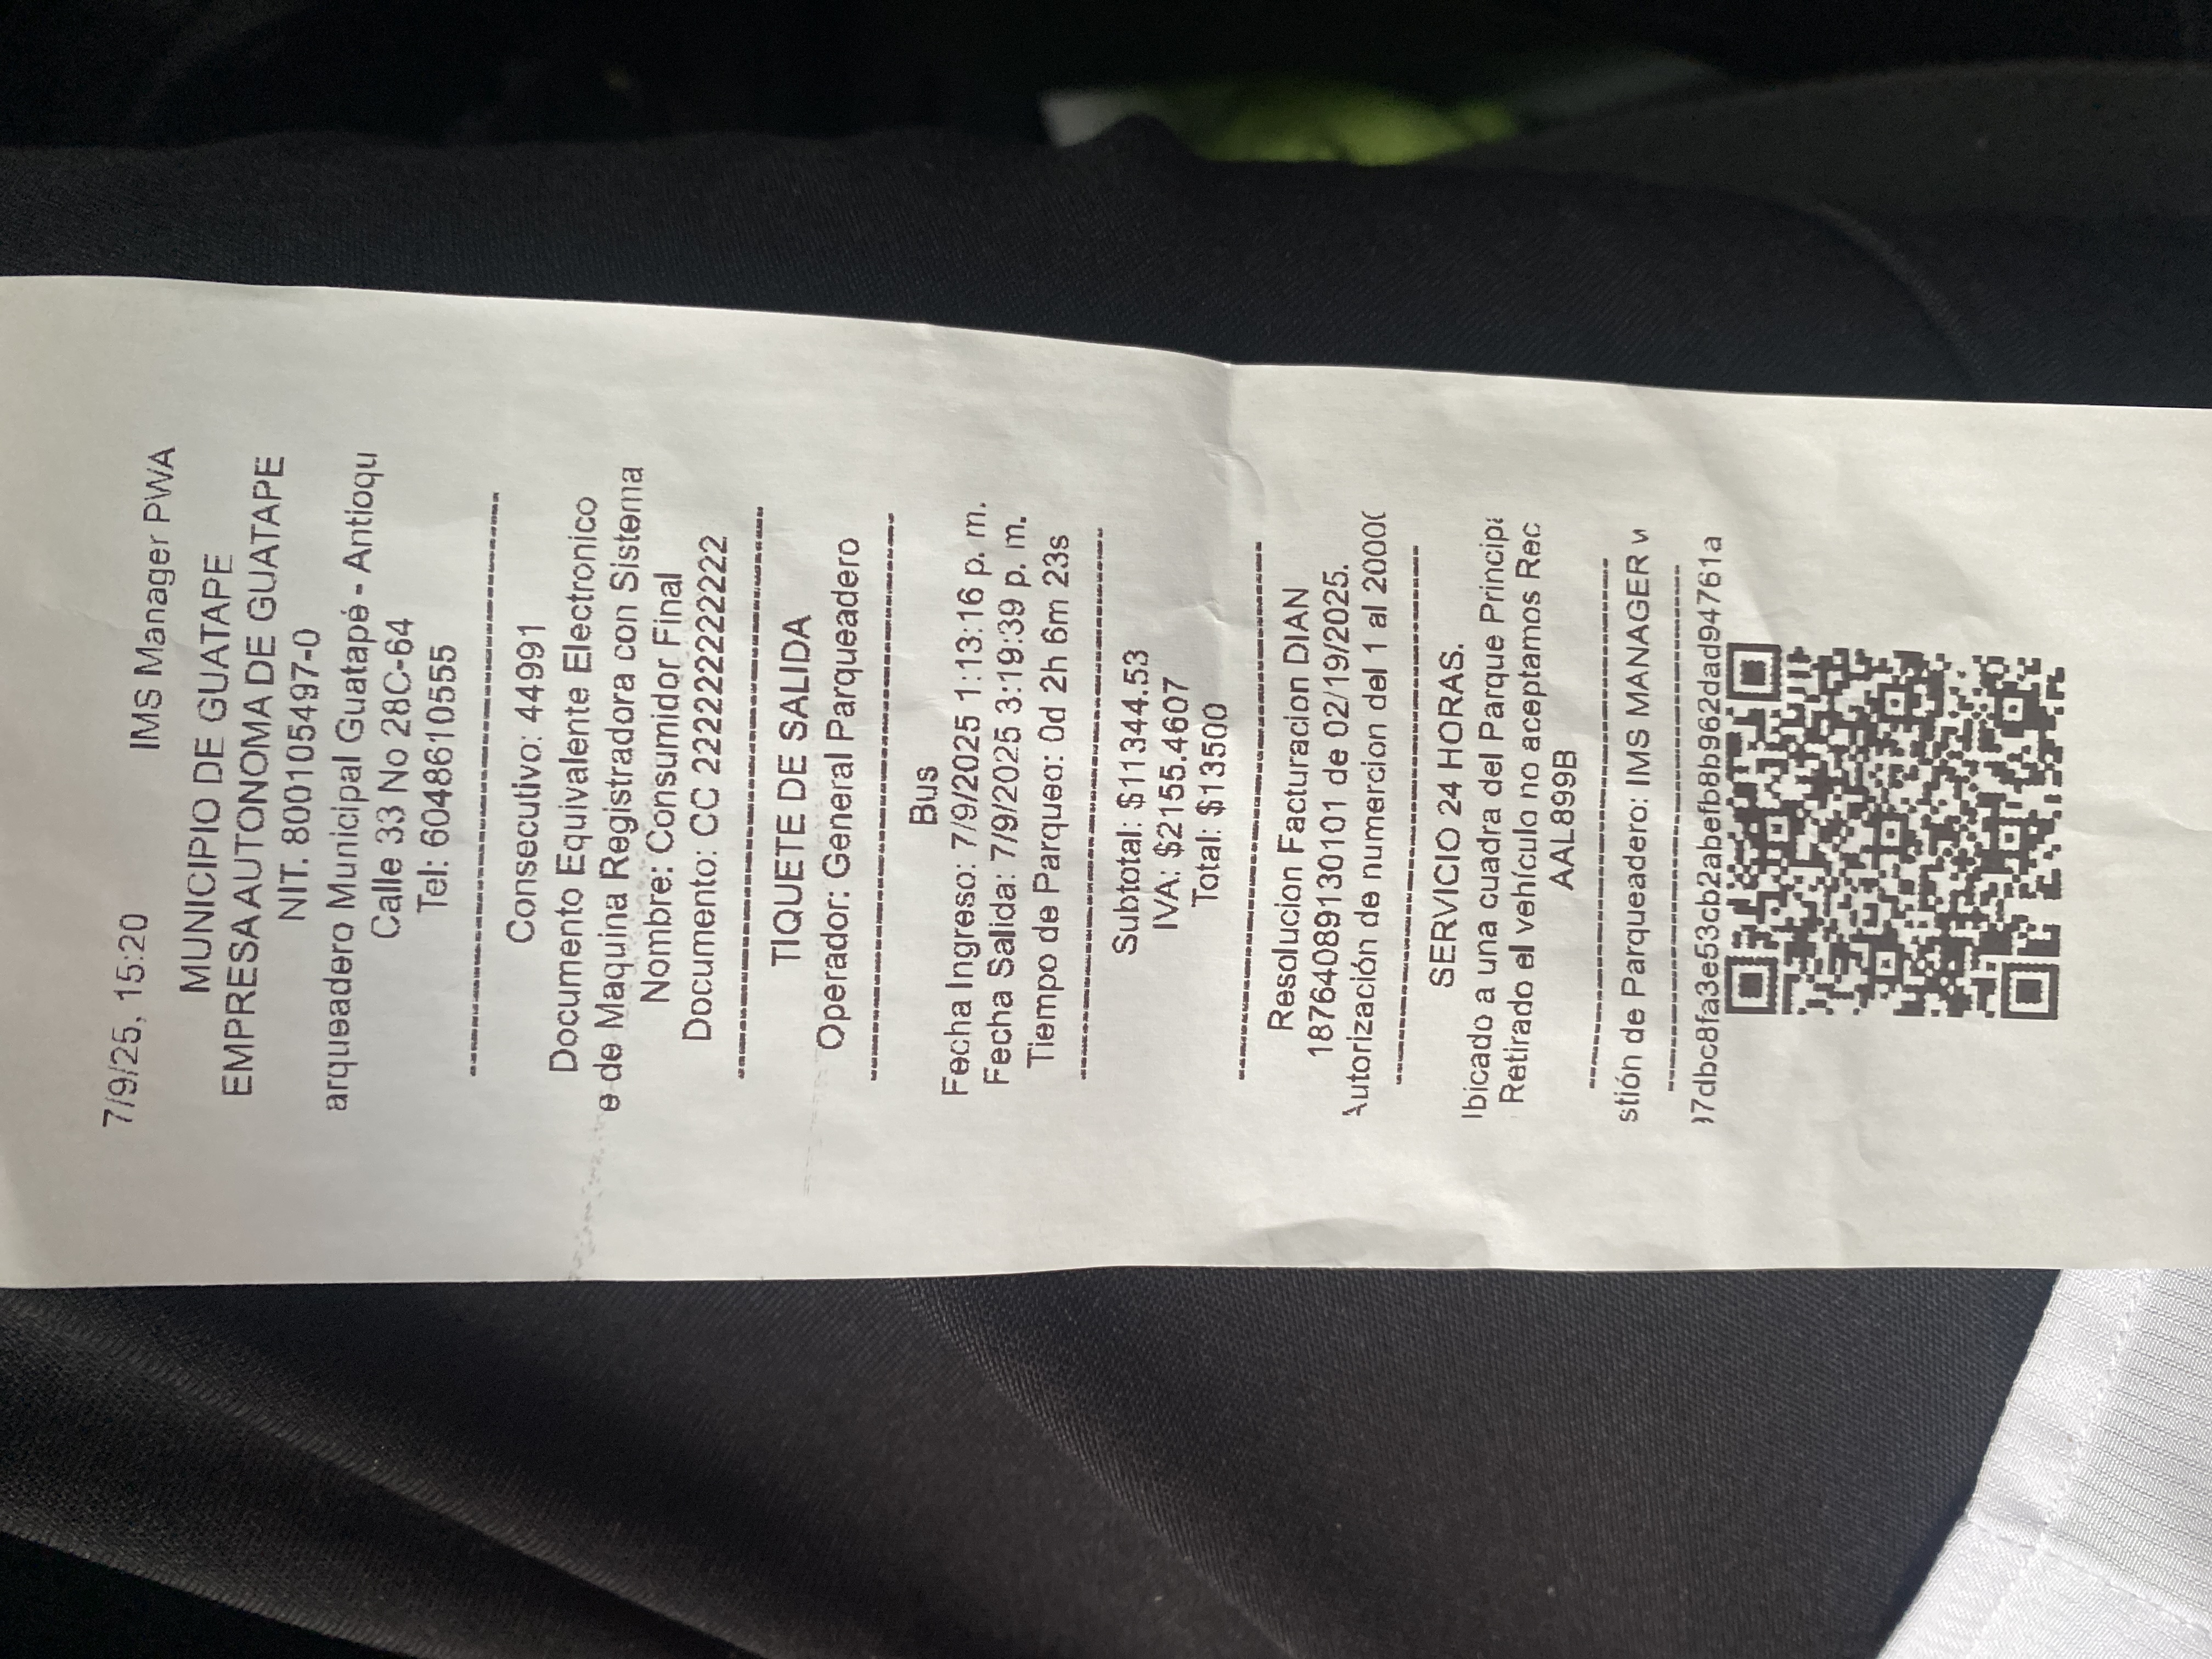 7/9/25, 15:20 IMS Manager PWA
MUNICIPIO DE GUATAPE
EMPRESA AUTONOMA DE GUATAPE
NIT. 800105497-0
arqueadero Municipal Guatapé - Antioqu
Calle 33 No 28C-64
Tel: 6048610555
Consecutivo: 44991
Documento Equivalente Electronico
e de Maquina Registradora con Sistema
Nombre: Consumidor Final
Documento: CC 222222222222
TIQUETE DE SALIDA
Operador: General Parqueadero
Bus
Fecha Ingreso: 7/9/2025 1:13:16 p. m.
Fecha Salida: 7/9/2025 3:19:39 p. m.
Tiempo de Parqueo: 0d 2h 6m 23s
Subtotal: $11344.53
IVA: $2155.4607
Total: $13500
Resolucion Facturacion DIAN
18764089130101 de 02/19/2025.
Autorización de numercion del 1 al 20000
SERVICIO 24 HORAS.
bicado a una cuadra del Parque Principa
Retirado el vehículo no aceptamos Rec
AAL899B
stión de Parqueadero: IMS MANAGER
7dbc8fa3e53cb2abefb8b962dad94761a